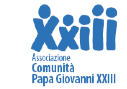 Xxiii
Associazione
Comunità
Papa Giovanni XXIII